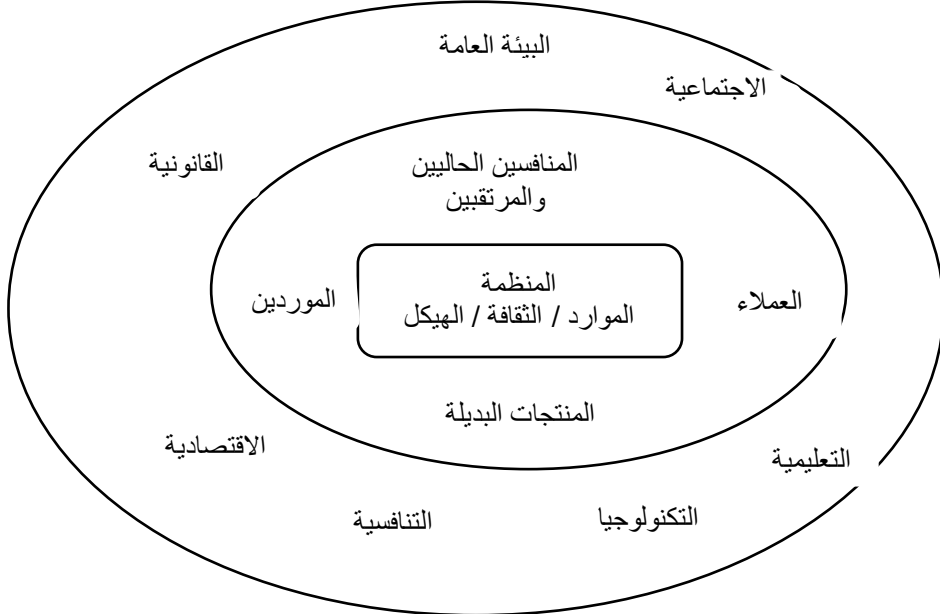 البيئة العامة
الاجتماعية
القانونية
المنافسين الحاليين
والمرتقبين
العملاء
المنظمة
الموارد / الثقافة / الهيكل
الموردين
المنتجات البديلة
الاقتصادية
التعليمية
التكنولوجيا
التنافسية